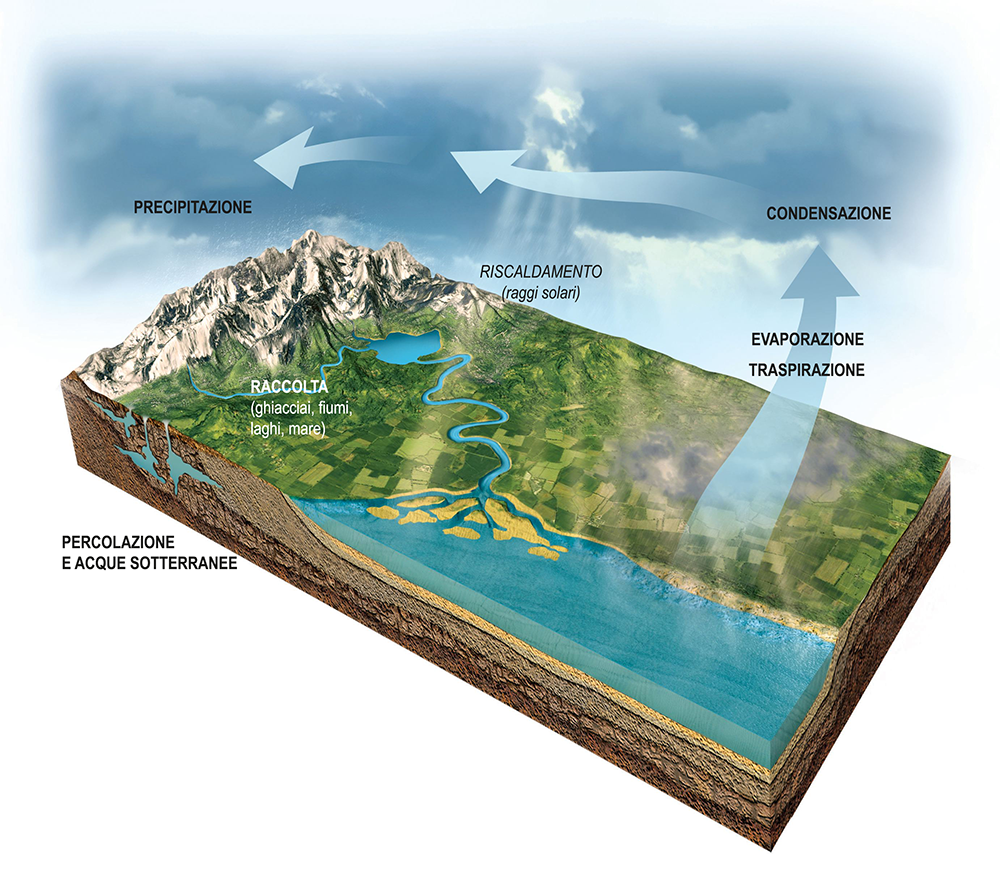 PRECIPITAZIONE
CONDENSAZIONE
RISCALDAMENTO
(raggi solari)
EVAPORAZIONE
TRASPIRAZIONE
RACCOLTA
(ghiacciai, fiumi,
laghi, mare)
PERCOLAZIONE
E ACQUE SOTTERRANEE